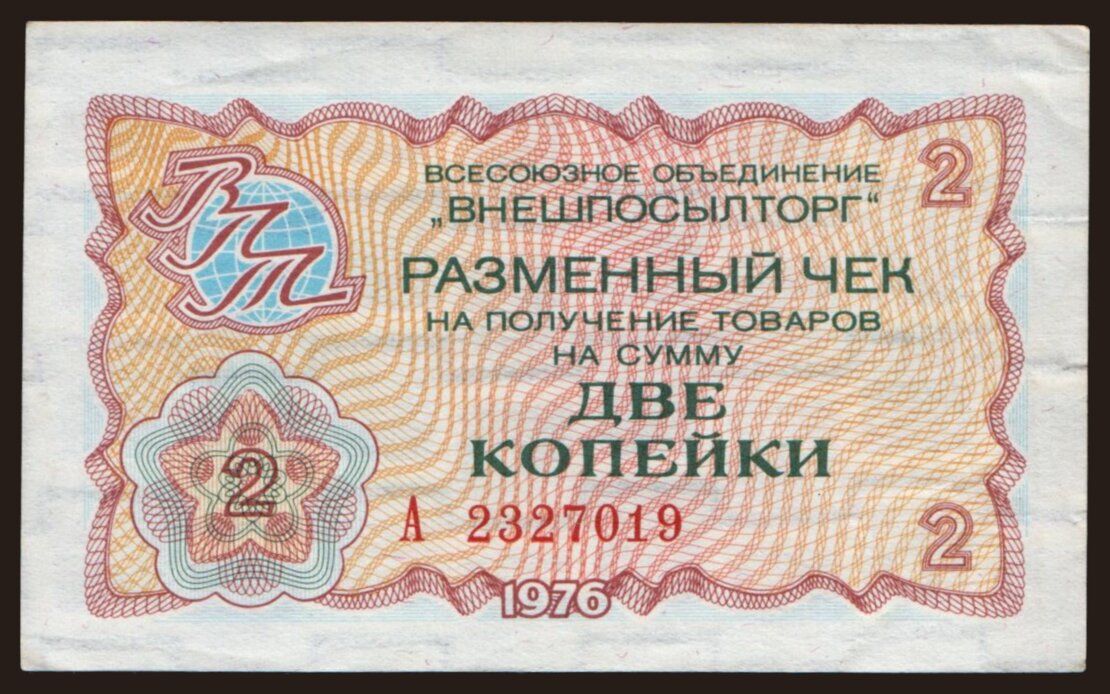 ВПТ
ВСЕСОЮЗНОЕ ОБЪЕДИНЕНИЕ
„ВНЕШПОСЫЛТОРГ“
2
РАЗМЕННЫЙ ЧЕК
НА ПОЛУЧЕНИЕ ТОВАРОВ
НА СУММУ
ДВЕ
КОПЕЙКИ
2
А 2327019
2
1976